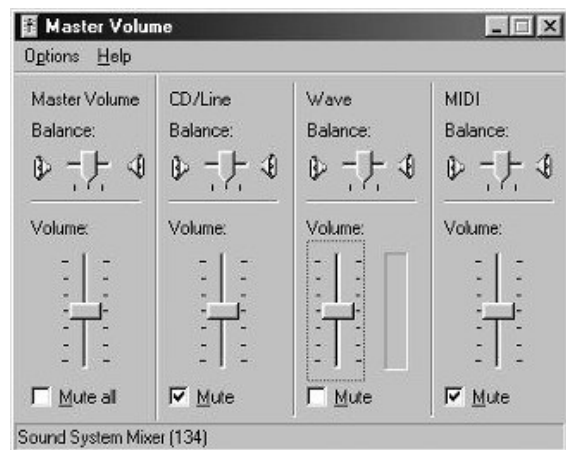 Master Volume
Options Help
Master Volume CD/Line Wave MIDI
Balance: Balance: Balance: Balance:
Volume: Volume: Volume: Volume:
Mute all Mute Mute Mute
Sound System Mixer (134)